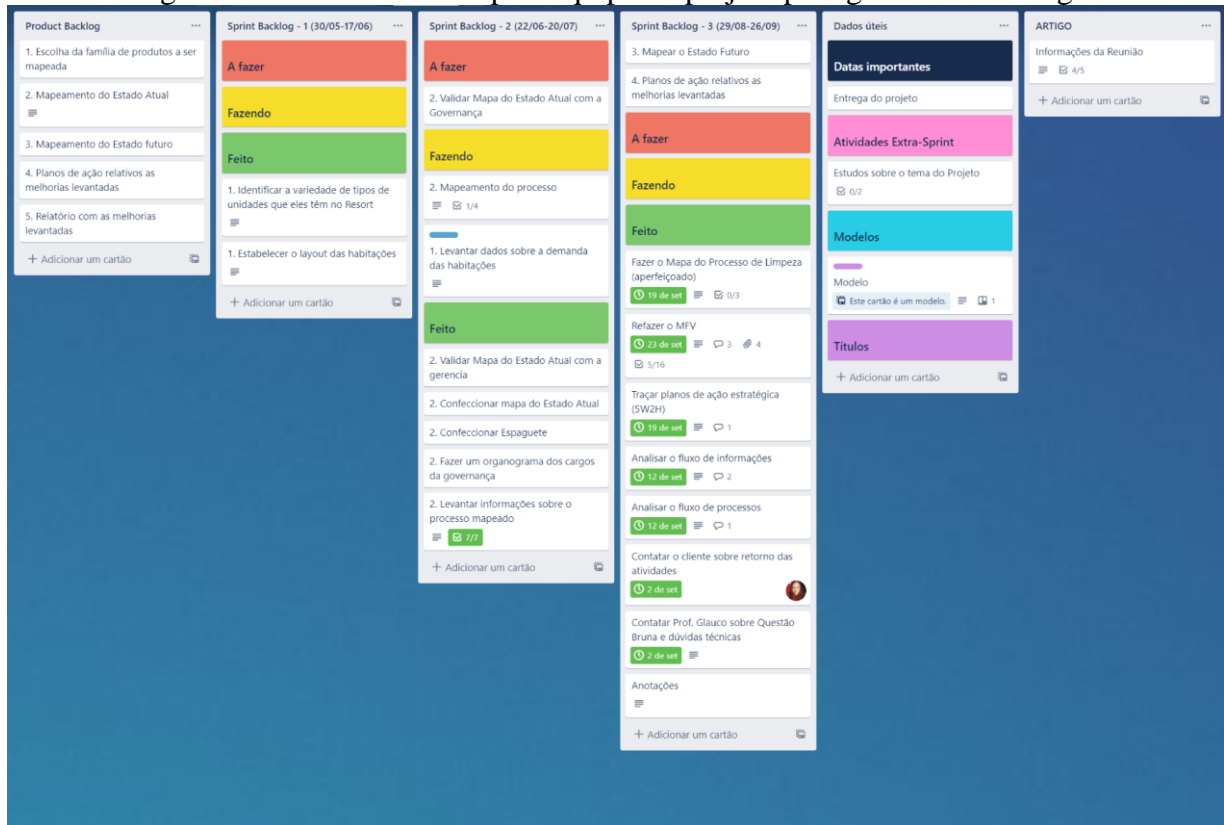 Product Backlog
1. Escolha da família de produtos a ser
mapeada
2. Mapeamento do Estado Atual
3. Mapeamento do Estado futuro
4. Planos de ação relativos as
melhorias levantadas
5. Relatório com as melhorias
levantadas
+ Adicionar um cartão
Sprint Backlog - 1 (30/05-17/06)
A fazer
Fazendo
Feito
1. Identificar a variedade de tipos de
unidades que eles têm no Resort
1. Estabelecer o layout das habitações
+ Adicionar um cartão
Sprint Backlog - 2 (22/06-20/07)
A fazer
2. Validar Mapa do Estado Atual com a
Governança
Fazendo
2. Mapeamento do processo
1/4
1. Levantar dados sobre a demanda
das habitações
Feito
2. Validar Mapa do Estado Atual com a
gerencia
2. Confeccionar mapa do Estado Atual
2. Confeccionar Espaguete
2. Fazer um organograma dos cargos
da governança
2. Levantar informações sobre o
processo mapeado
7/7
+ Adicionar um cartão
Sprint Backlog - 3 (29/08-26/09)
3. Mapear o Estado Futuro
4. Planos de ação relativos as
melhorias levantadas
A fazer
Fazendo
Feito
Fazer o Mapa do Processo de Limpeza
(aperfeiçoado)
19 de set 0/3
Refazer o MFV
23 de set 3 4
5/16
Traçar planos de ação estratégica
(5W2H)
19 de set 1
Analisar o fluxo de informações
12 de set 2
Analisar o fluxo de processos
12 de set 1
Contatar o cliente sobre retorno das
atividades
2 de set
Contatar Prof. Glauco sobre Questão
Bruna e dúvidas técnicas
2 de set
Anotações
+ Adicionar um cartão
Dados úteis
Datas importantes
Entrega do projeto
Atividades Extra-Sprint
Estudos sobre o tema do Projeto
0/2
Modelos
Modelo
Este cartão é um modelo. 1
Títulos
+ Adicionar um cartão
ARTIGO
Informações da Reunião
4/5
+ Adicionar um cartão